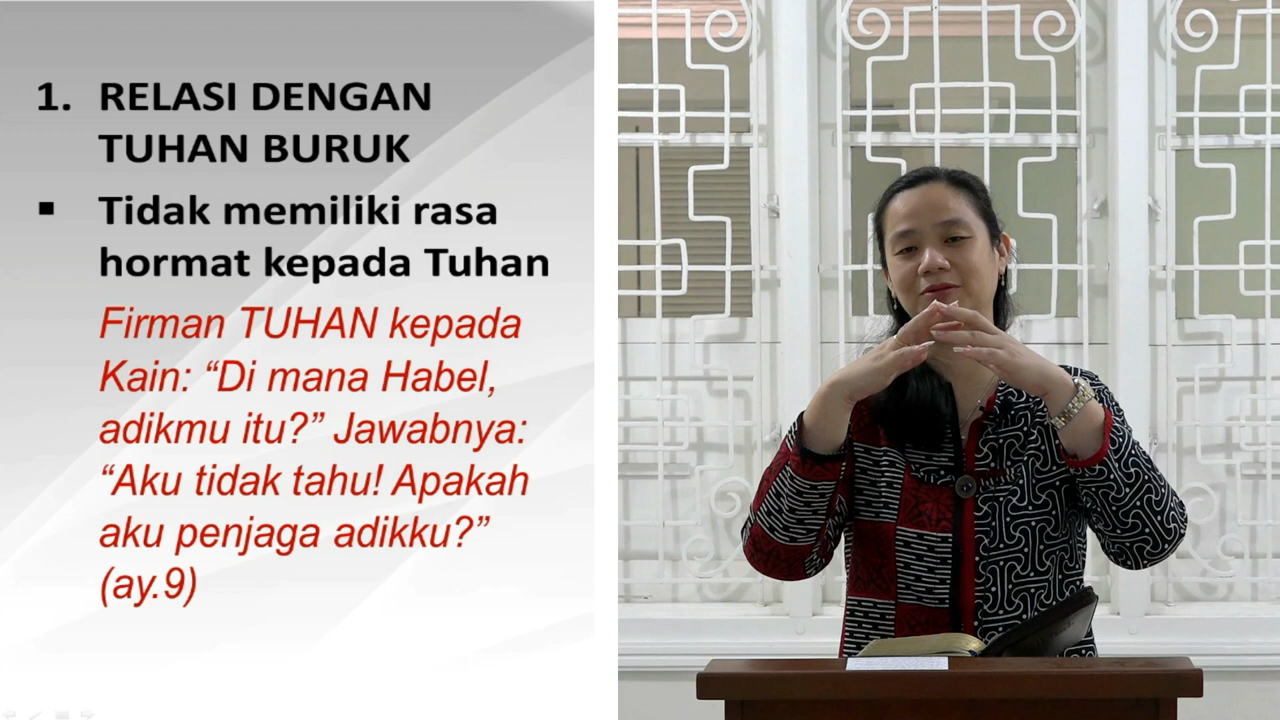 1. RELASI DENGAN
TUHAN BURUK
▪ Tidak memiliki rasa
hormat kepada Tuhan
Firman TUHAN kepada
Kain: “Di mana Habel,
adikmu itu?” Jawabnya:
“Aku tidak tahu! Apakah
aku penjaga adikku?”
(ay.9)